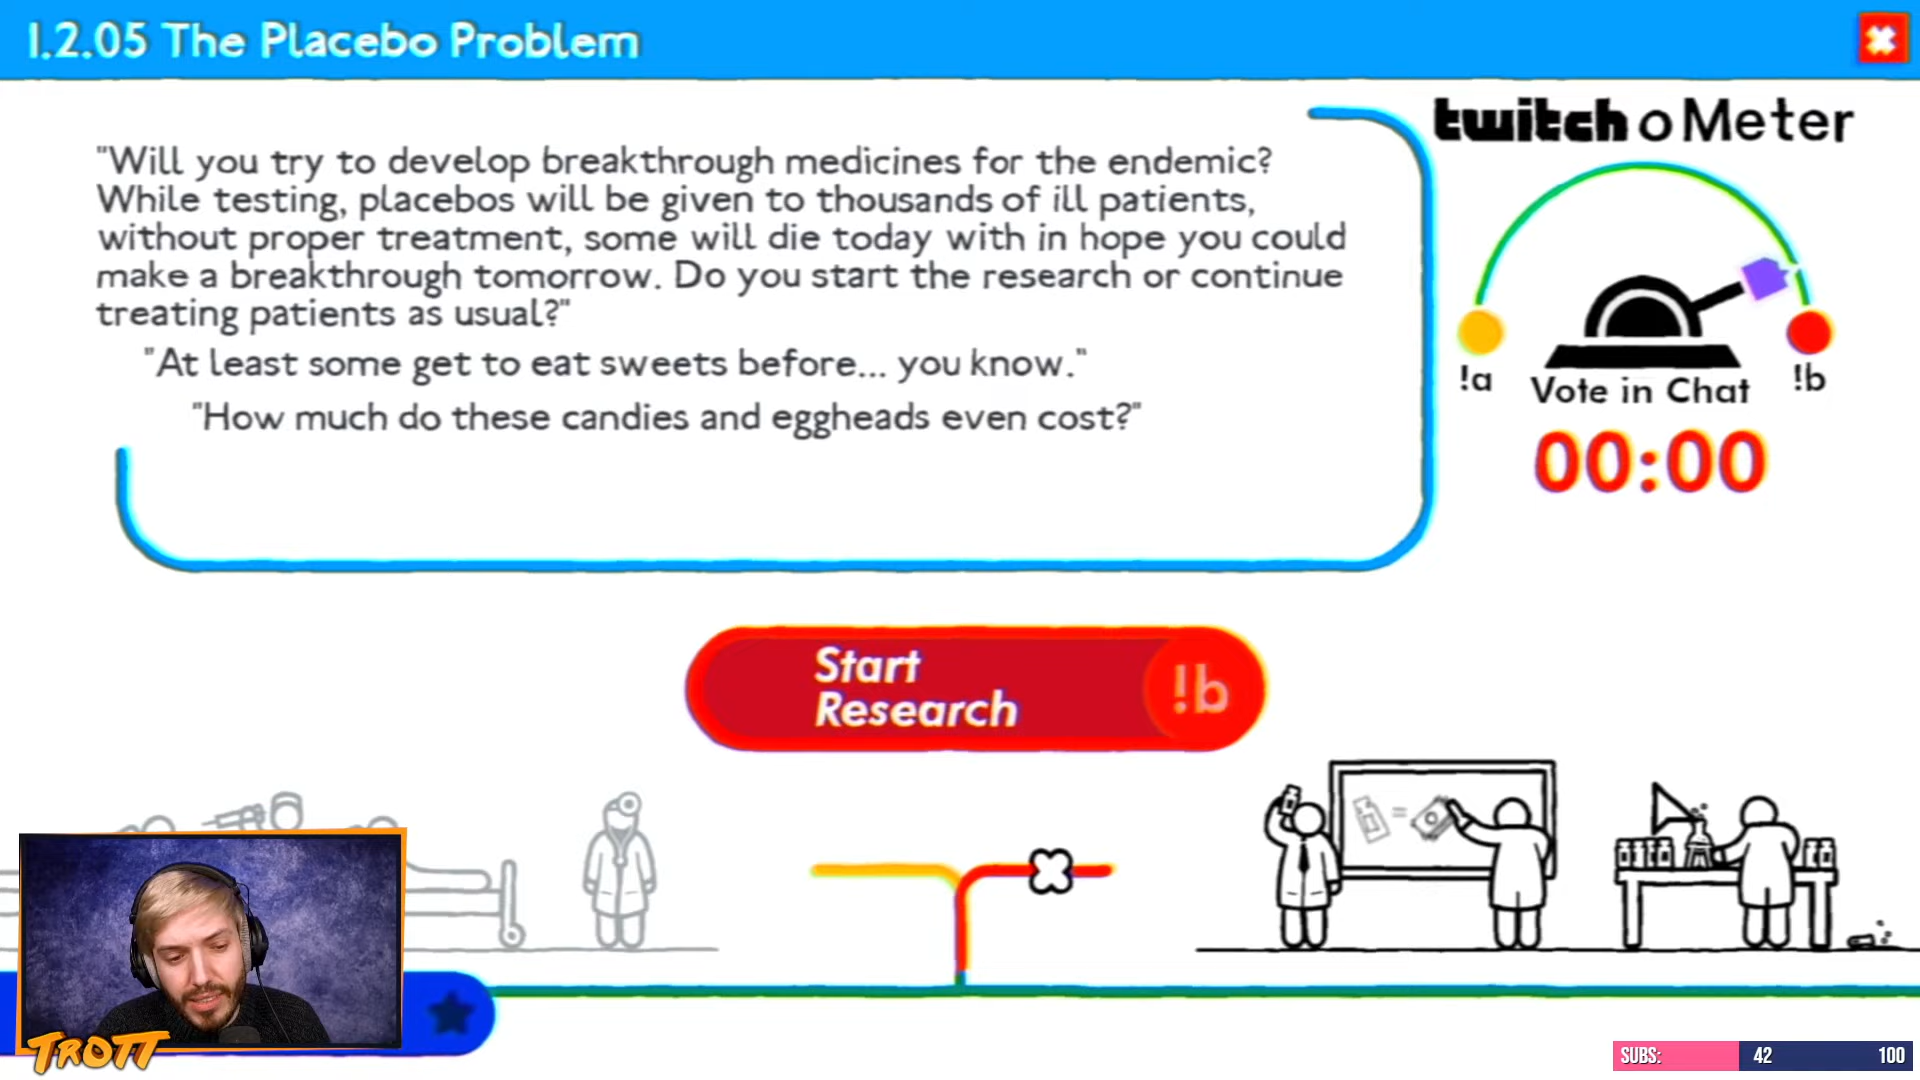 1.2.05 The Placebo Problem
"Will you try to develop breakthrough medicines for the endemic?
While testing, placebos will be given to thousands of ill patients,
without proper treatment, some will die today with in hope you could
make a breakthrough tomorrow. Do you start the research or continue
treating patients as usual?"
"At least some get to eat sweets before... you know."
"How much do these candies and eggheads even cost?"
twitch o Meter
!a
Vote in Chat
!b
00:00
Start
Research
!b
=
TROTT
SUBS: 42 100